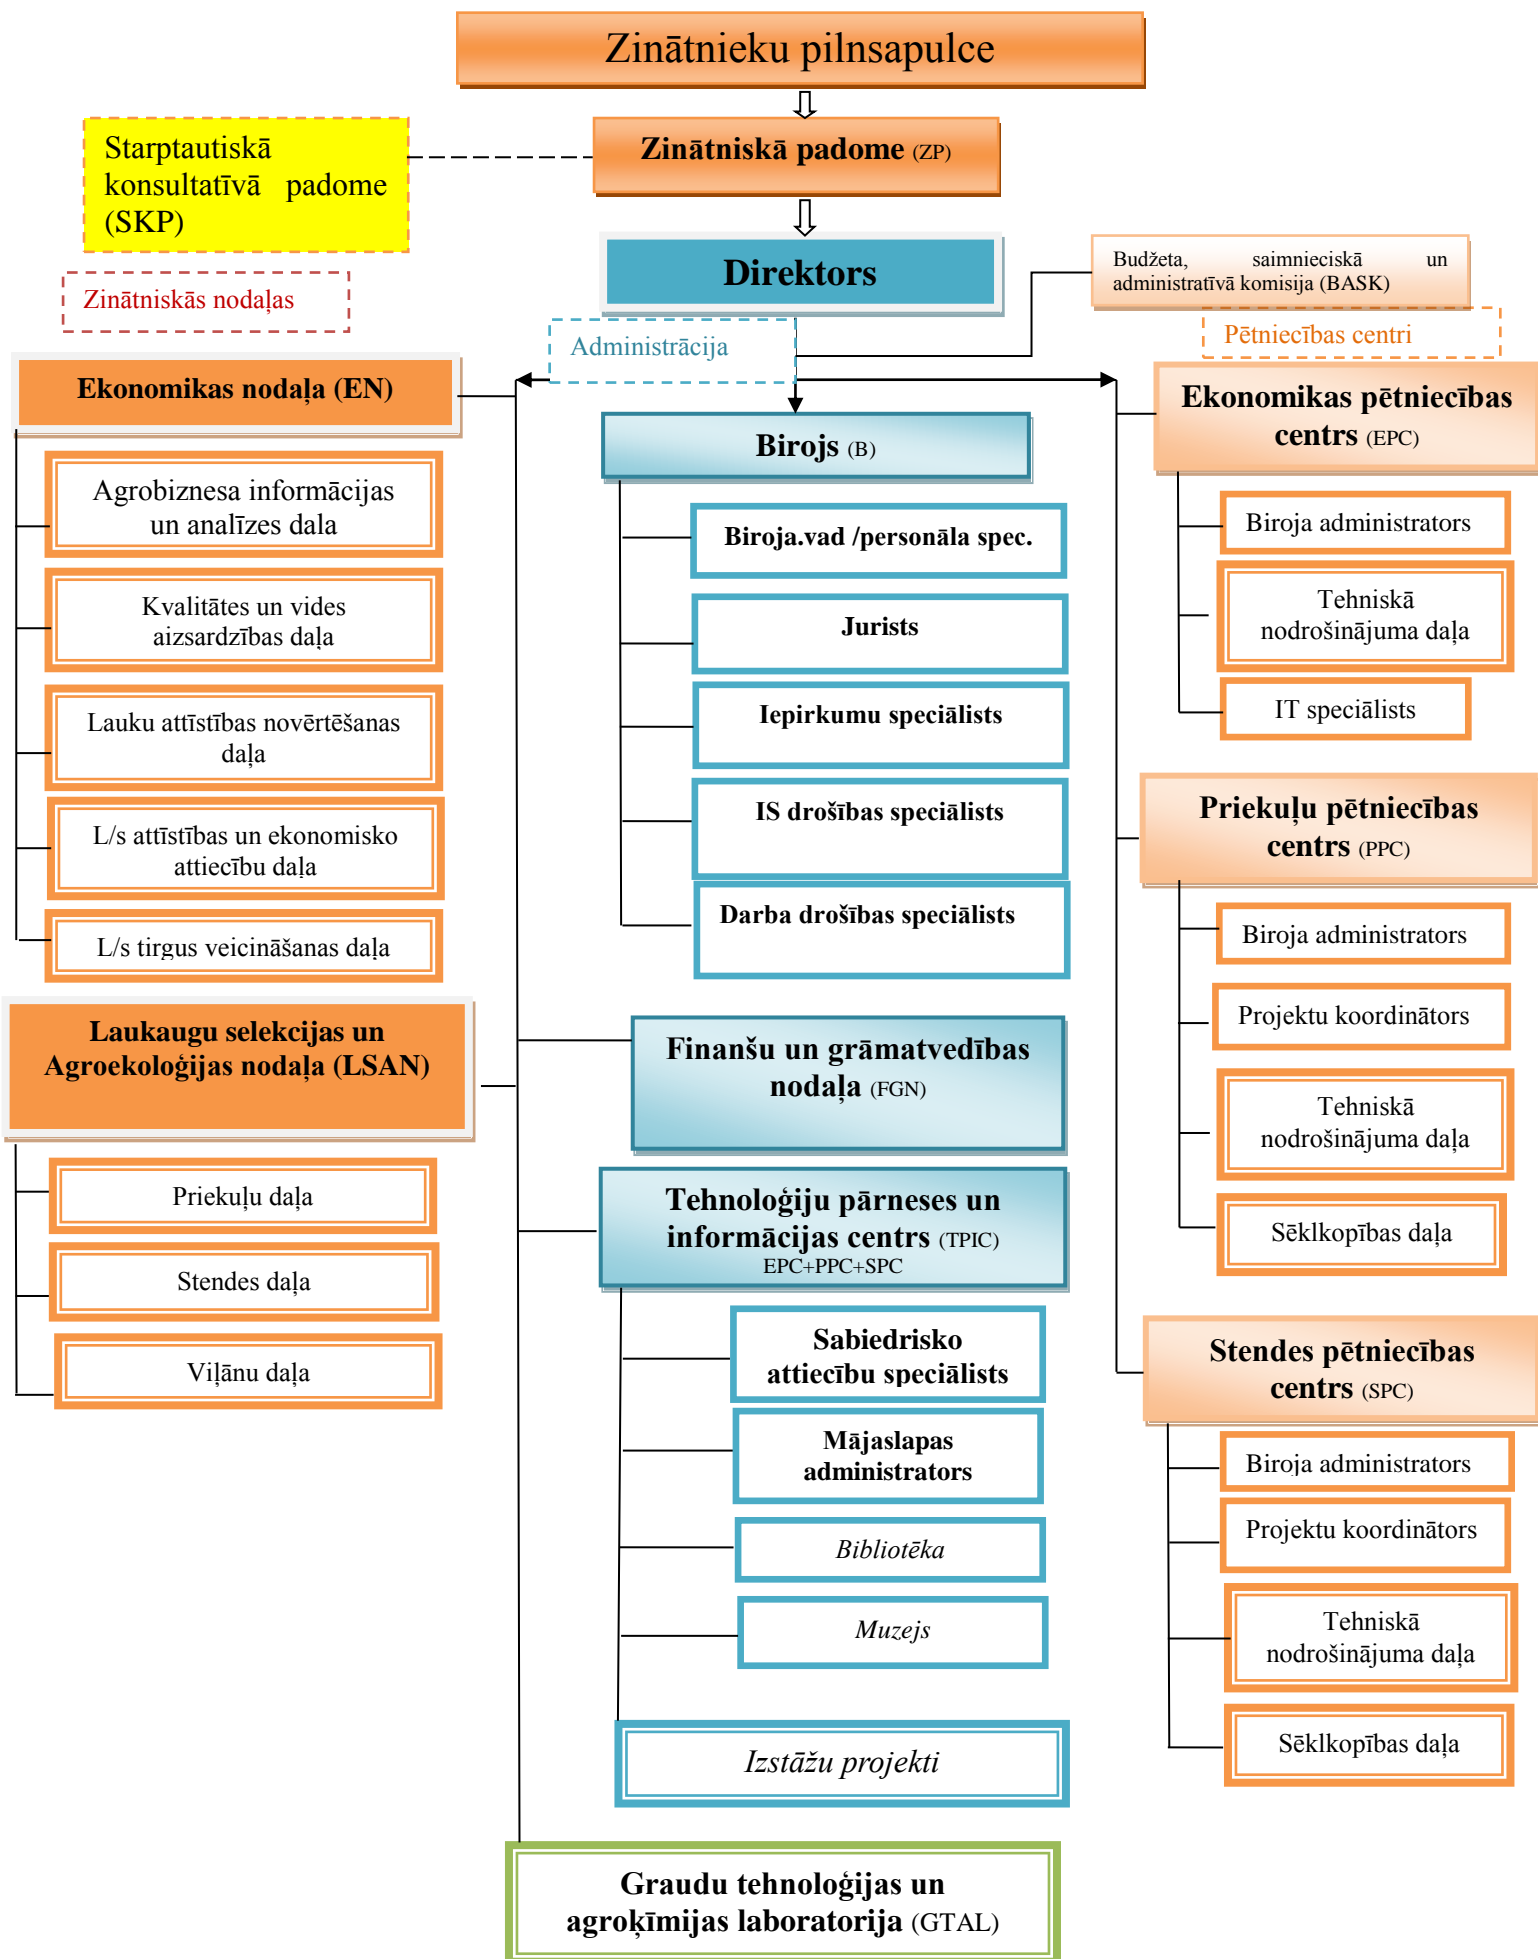 Zinātnieku pilnsapulce
Starptautiskā
konsultatīvā padome
(SKP)
Zinātniskā padome (ZP)
Direktors
Budžeta, saimnieciskā un
administratīvā komisija (BASK)
Zinātniskās nodaļas
Administrācija
Pētniecības centri
Ekonomikas nodaļa (EN)
Agrobiznesa informācijas
un analīzes dala
Kvalitātes un vides
aizsardzības daļa
Lauku attīstības novērtēšanas
daļa
L/s attīstības un ekonomisko
attiecību daļa
L/s tirgus veicināšanas daļa
Laukaugu selekcijas un
Agroekoloģijas nodaļa (LSAN)
Priekuļu daļa
Stendes daļa
Viļānu daļa
Birojs (B)
Biroja.vad /personāla spec.
Jurists
Iepirkumu speciālists
IS drošības speciālists
Darba drošības speciālists
Finanšu un grāmatvedības
nodaļa (FGN)
Tehnoloģiju pārneses un
informācijas centrs (TPIC)
EPC+PPC+SPC
Sabiedrisko
attiecību speciālists
Mājaslapas
administrators
Bibliotēka
Muzejs
Izstāžu projekti
Graudu tehnoloģijas un
agroķīmijas laboratorija (GTAL)
Ekonomikas pētniecības
centrs (EPC)
Biroja administrators
Tehniskā
nodrošinājuma daļa
IT speciālists
Priekuļu pētniecības
centrs (PPC)
Biroja administrators
Projektu koordinātors
Tehniskā
nodrošinājuma daļa
Sēklkopības daļa
Stendes pētniecības
centrs (SPC)
Biroja administrators
Projektu koordinātors
Tehniskā
nodrošinājuma daļa
Sēklkopības daļa